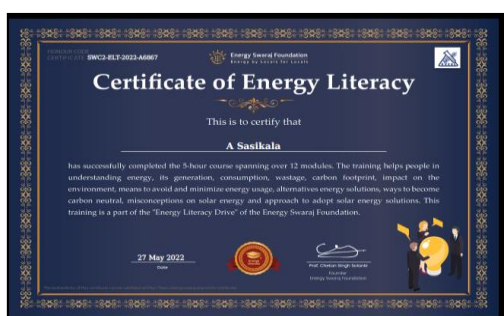 HONOUR CODE
CERTIFICATE SWC2-ELT-2022-A6867
Energy Swaraj Foundation
Energy by Locals for Locals
Certificate of Energy Literacy
This is to certify that
A Sasikala
has successfully completed the 5-hour course spanning over 12 modules. The training helps people in
understanding energy, its generation, consumption, wastage, carbon footprint, impact on the
environment, means to avoid and minimize energy usage, alternatives energy solutions, ways to become
carbon neutral, misconceptions on solar energy and approach to adopt solar energy solutions. This
training is a part of the "Energy Literacy Drive" of the Energy Swaraj Foundation.
27 May 2022
Date
Prof. Chetan Singh Solanki
Founder
Energy Swaraj Foundation